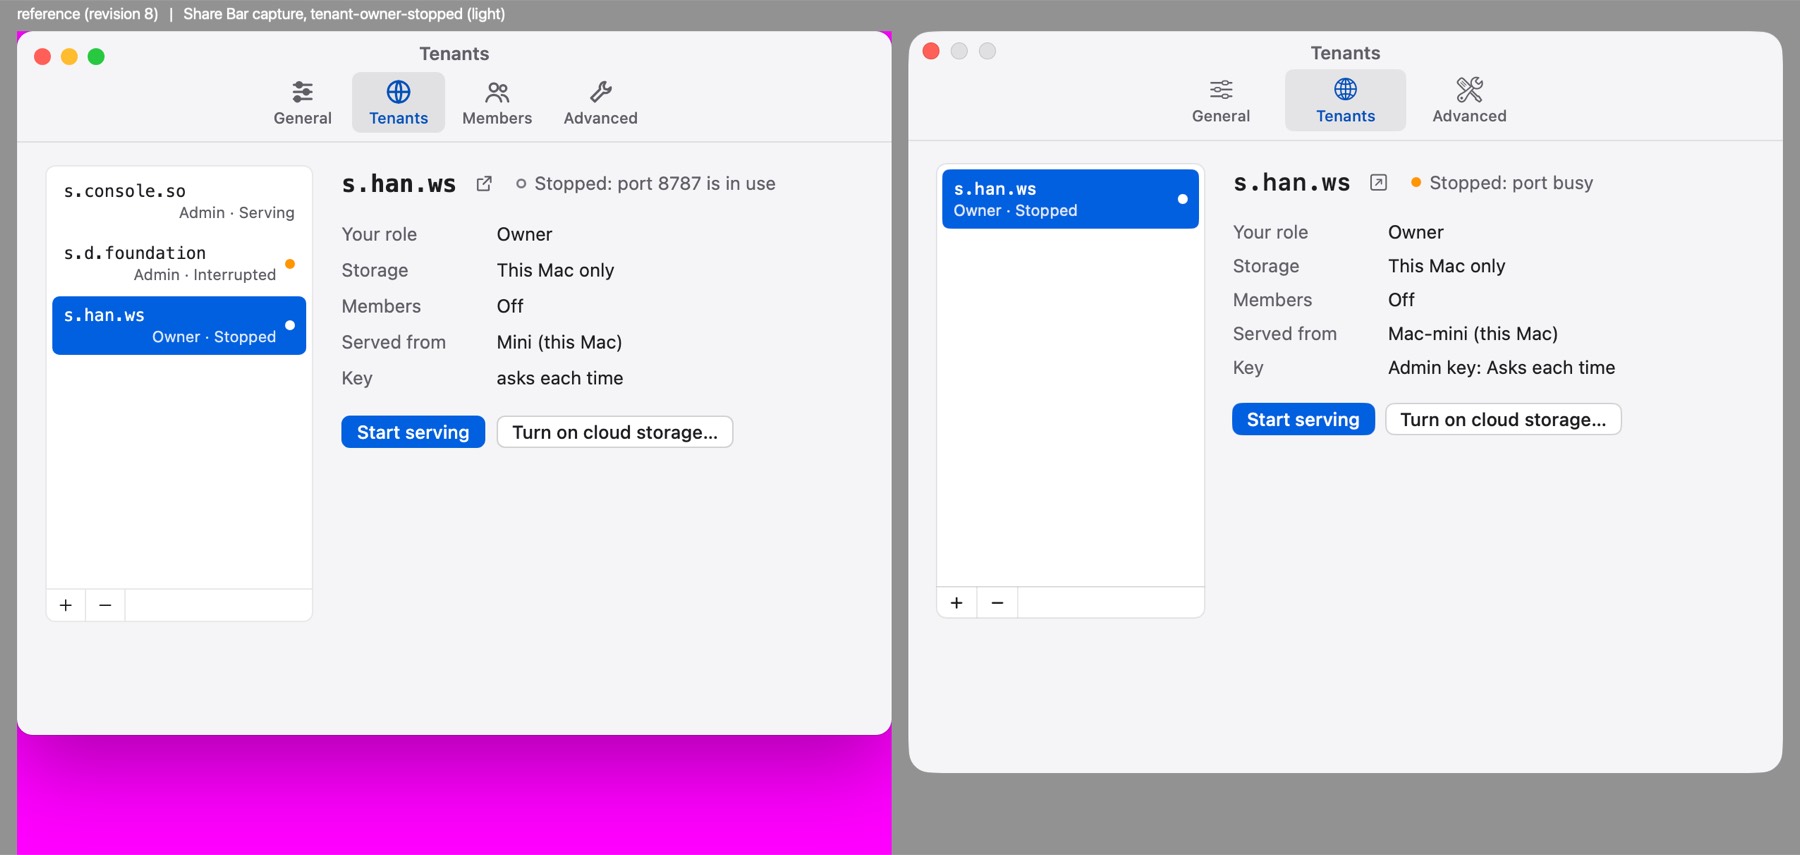 reference (revision 8) | Share Bar capture, tenant-owner-stopped (light)
Tenants
General
Tenants
Members
Advanced
s.console.so
Admin · Serving
s.d.foundation
Admin · Interrupted
s.han.ws
Owner · Stopped
+ −
s.han.ws Stopped: port 8787 is in use
Your role Owner
Storage This Mac only
Members Off
Served from Mini (this Mac)
Key asks each time
Start serving
Turn on cloud storage...
Tenants
General
Tenants
Advanced
s.han.ws
Owner · Stopped
+ −
s.han.ws Stopped: port busy
Your role Owner
Storage This Mac only
Members Off
Served from Mac-mini (this Mac)
Key Admin key: Asks each time
Start serving
Turn on cloud storage...